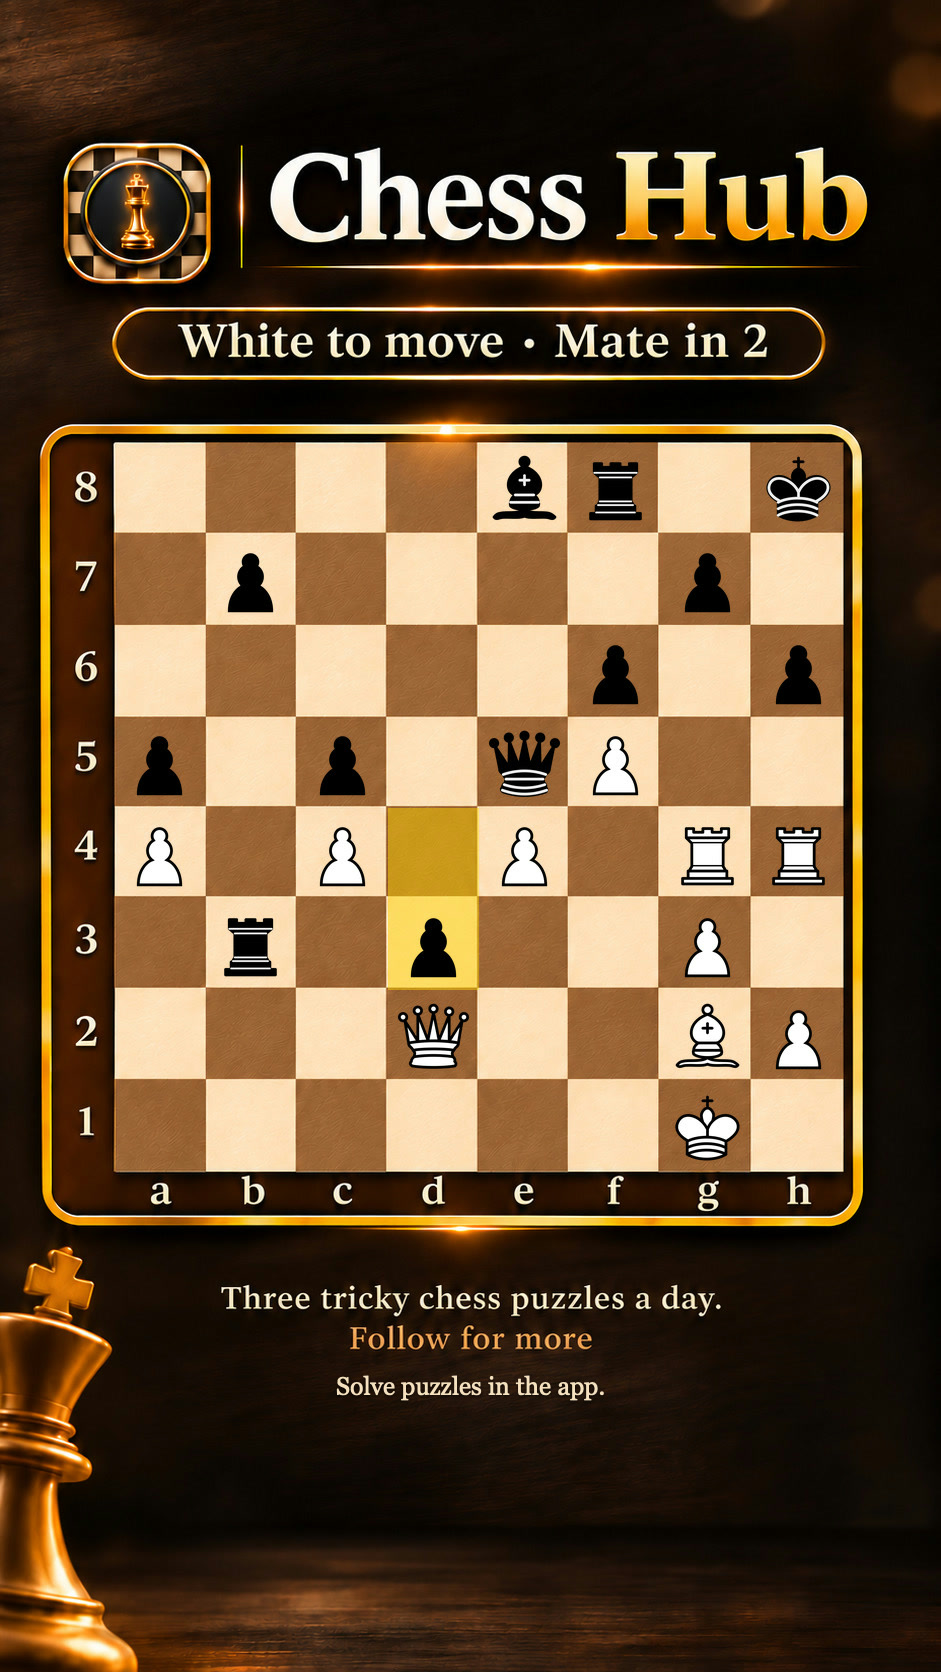 Chess Hub
White to move • Mate in 2
8
7
6
5
4
3
2
1
a b c d e f g h
Three tricky chess puzzles a day.
Follow for more
Solve puzzles in the app.